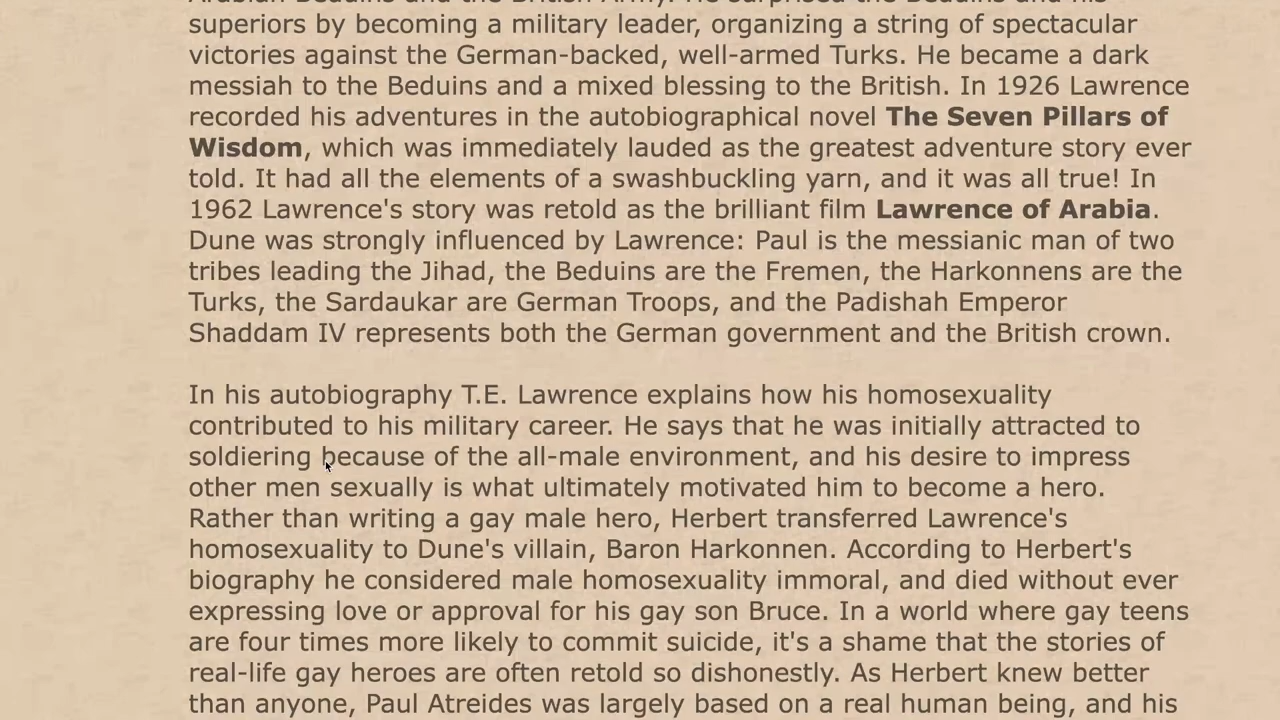 Arabian Beduins and the British Army. He surprised the Beduins and his
superiors by becoming a military leader, organizing a string of spectacular
victories against the German-backed, well-armed Turks. He became a dark
messiah to the Beduins and a mixed blessing to the British. In 1926 Lawrence
recorded his adventures in the autobiographical novel The Seven Pillars of
Wisdom, which was immediately lauded as the greatest adventure story ever
told. It had all the elements of a swashbuckling yarn, and it was all true! In
1962 Lawrence's story was retold as the brilliant film Lawrence of Arabia.
Dune was strongly influenced by Lawrence: Paul is the messianic man of two
tribes leading the Jihad, the Beduins are the Fremen, the Harkonnens are the
Turks, the Sardaukar are German Troops, and the Padishah Emperor
Shaddam IV represents both the German government and the British crown.
In his autobiography T.E. Lawrence explains how his homosexuality
contributed to his military career. He says that he was initially attracted to
soldiering because of the all-male environment, and his desire to impress
other men sexually is what ultimately motivated him to become a hero.
Rather than writing a gay male hero, Herbert transferred Lawrence's
homosexuality to Dune's villain, Baron Harkonnen. According to Herbert's
biography he considered male homosexuality immoral, and died without ever
expressing love or approval for his gay son Bruce. In a world where gay teens
are four times more likely to commit suicide, it's a shame that the stories of
real-life gay heroes are often retold so dishonestly. As Herbert knew better
than anyone, Paul Atreides was largely based on a real human being, and his